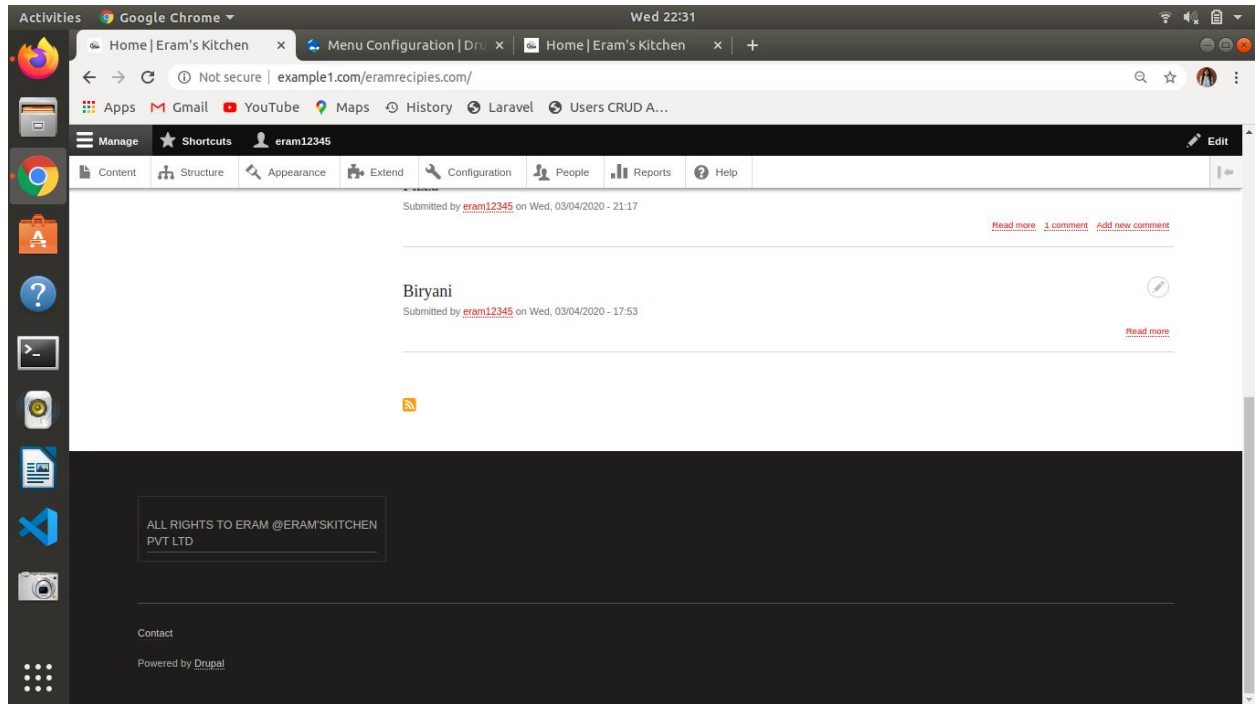 Activities Google Chrome Wed 22:31
Home | Eram's Kitchen Menu Configuration | Dru Home | Eram's Kitchen
Not secure | example1.com/eramrecipies.com/
Apps Gmail YouTube Maps History Laravel Users CRUD A...
Manage Shortcuts eram12345 Edit
Content Structure Appearance Extend Configuration People Reports Help
Submitted by eram12345 on Wed, 03/04/2020 - 21:17
Read more 1 comment Add new comment
Biryani
Submitted by eram12345 on Wed, 03/04/2020 - 17:53
Read more
ALL RIGHTS TO ERAM @ERAM'SKITCHEN
PVT LTD
Contact
Powered by Drupal